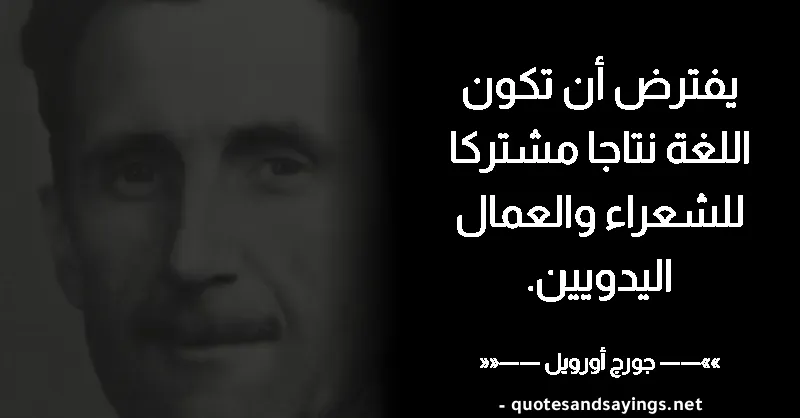 يفترض أن تكون
اللغة نتاجا مشتركا
للشعراء والعمال
اليدويين.
»»—— جورج أورويل ——««
- quotesandsayings.net